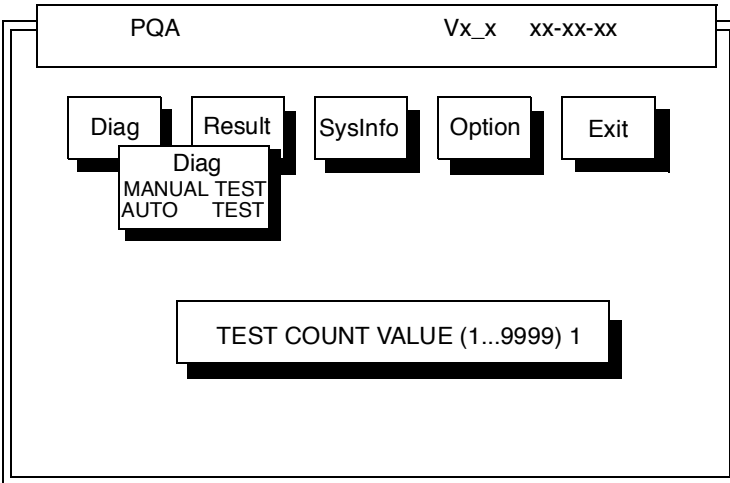 PQA Vx_x xx-xx-xx
Diag Result SysInfo Option Exit
Diag
MANUAL TEST
AUTO TEST
TEST COUNT VALUE (1...9999) 1